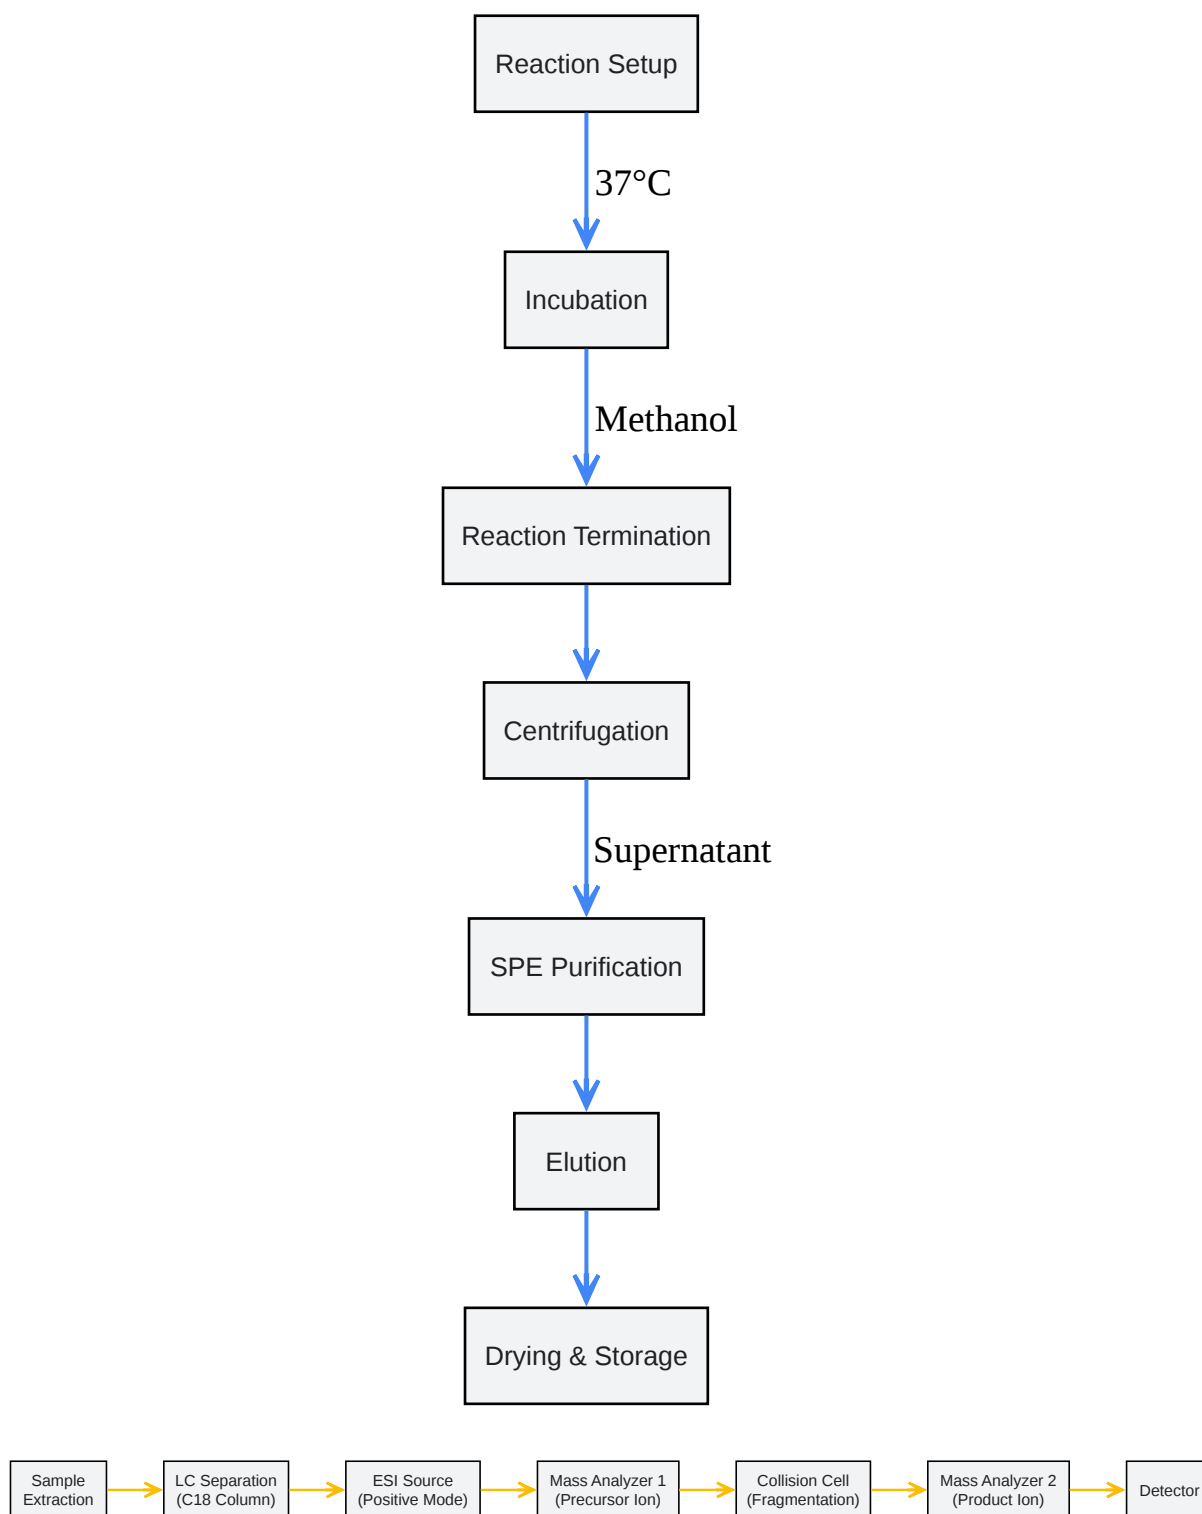 Reaction Setup
37°C
Incubation
Methanol
Reaction Termination
Centrifugation
Supernatant
SPE Purification
Elution
Drying & Storage
Sample
Extraction
LC Separation
(C18 Column)
ESI Source
(Positive Mode)
Mass Analyzer 1
(Precursor Ion)
Collision Cell
(Fragmentation)
Mass Analyzer 2
(Product Ion)
Detector